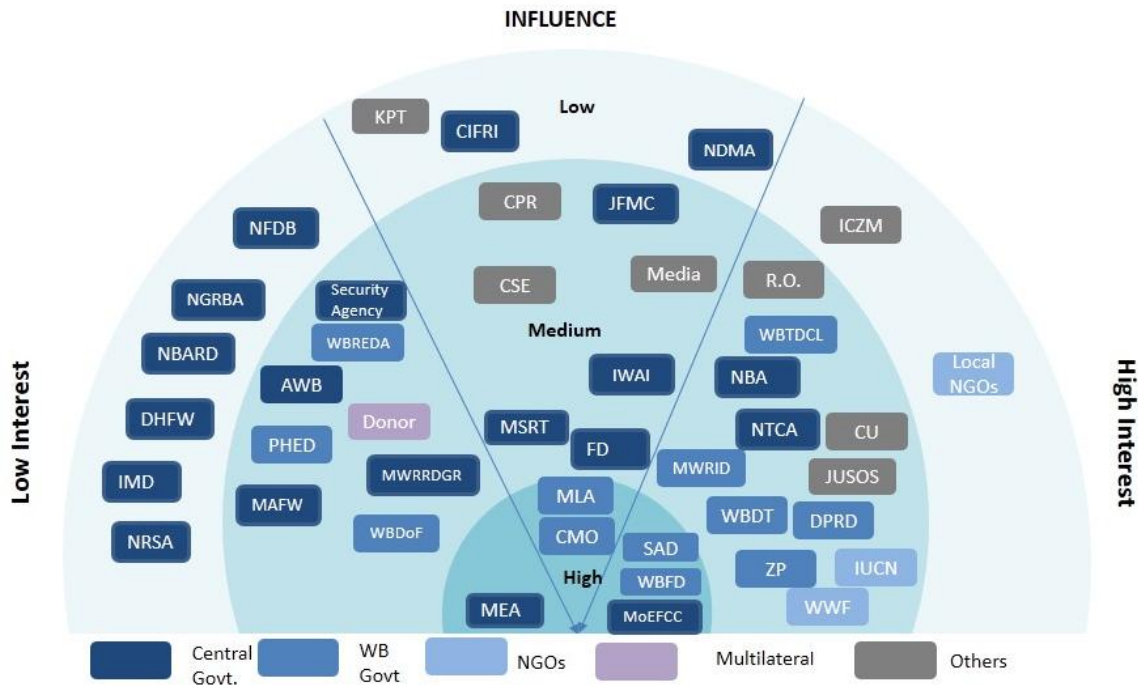 INFLUENCE
Low
KPT
CIFRI
NDMA
CPR
JFMC
NFDB
ICZM
CSE
Media
R.O.
NGRBA
Security
Agency
Medium
WBREDA
WBTDCL
NBARD
IWAI
NBA
Local
NGOs
AWB
DHFW
Donor
MSRT
NTCA
CU
PHED
FD
MWRRDGR
MWRID
JUSOS
IMD
MAFW
MLA
WBDT
DPRD
NRSA
WBDoF
CMO
SAD
High
WBFD
ZP
IUCN
MEA
MoEFCC
WWF
Low Interest
High Interest
Central
Govt.
WB
Govt
NGOs
Multilateral
Others